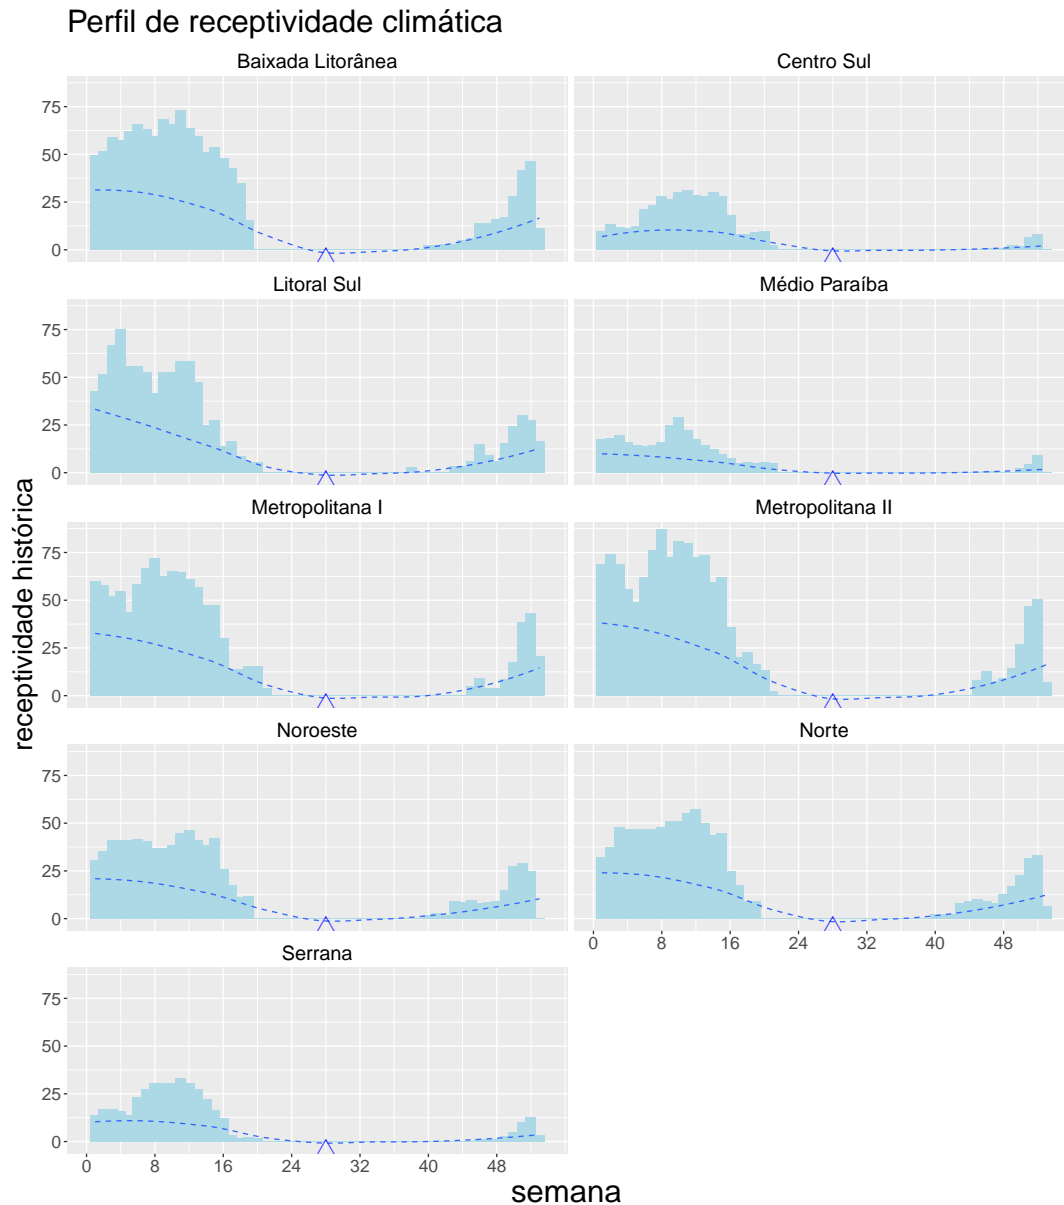 Perfil de receptividade climática
Baixada Litorânea
Centro Sul
75
50
25
0
Litoral Sul
Médio Paraíba
75
50
25
0
Metropolitana I
Metropolitana II
75
50
25
0
Noroeste
Norte
75
50
25
0
0 8 16 24 32 40 48
Serrana
75
50
25
0
0 8 16 24 32 40 48
receptividade histórica
semana